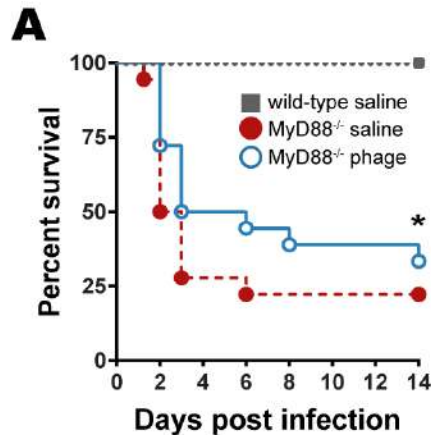 A
100
75
50
25
0
Percent survival
wild-type saline
MyD88-/- saline
MyD88-/- phage
*
0 2 4 6 8 10 12 14
Days post infection